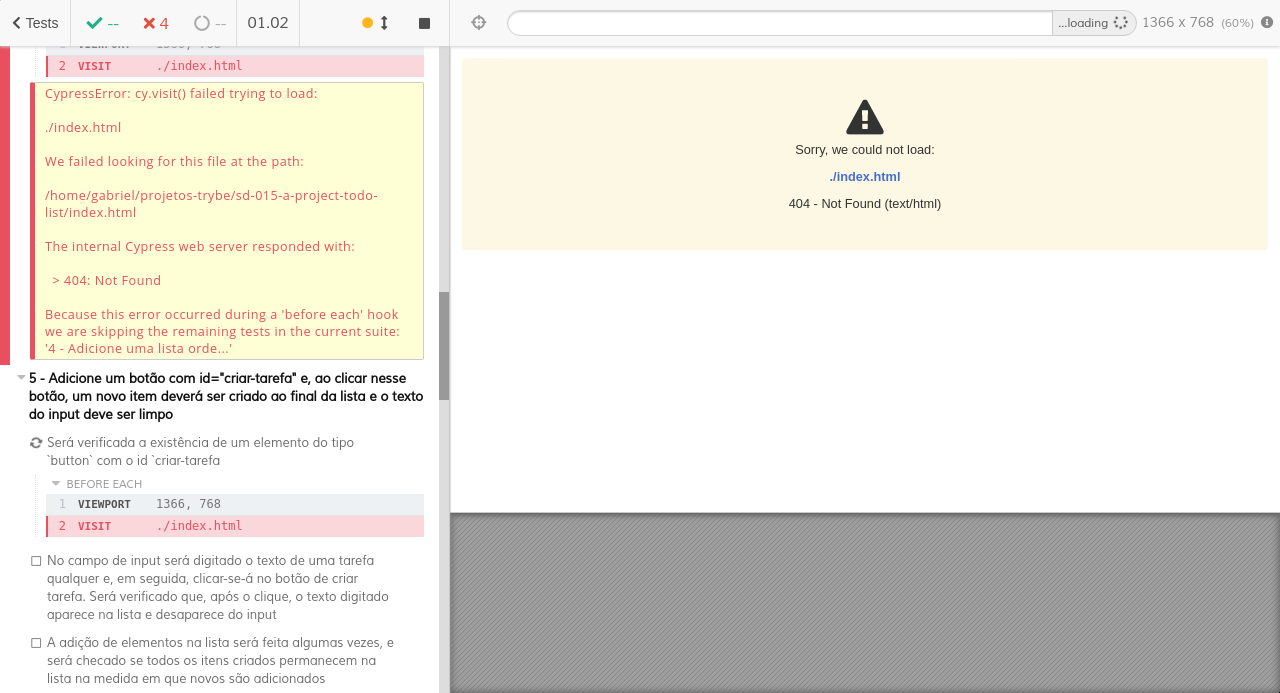 Tests
--
4
--
01.02
...loading
1366 x 768 (60%)
1 VIEWPORT 1366, 768
2 VISIT ./index.html
CypressError: cy.visit() failed trying to load:
./index.html
We failed looking for this file at the path:
/home/gabriel/projetos-trybe/sd-015-a-project-todo-
list/index.html
The internal Cypress web server responded with:
> 404: Not Found
Because this error occurred during a 'before each' hook
we are skipping the remaining tests in the current suite:
'4 - Adicione uma lista orde...'
5 - Adicione um botão com id="criar-tarefa" e, ao clicar nesse
botão, um novo item deverá ser criado ao final da lista e o texto
do input deve ser limpo
Será verificada a existência de um elemento do tipo
`button` com o id `criar-tarefa
BEFORE EACH
1 VIEWPORT 1366, 768
2 VISIT ./index.html
No campo de input será digitado o texto de uma tarefa
qualquer e, em seguida, clicar-se-á no botão de criar
tarefa. Será verificado que, após o clique, o texto digitado
aparece na lista e desaparece do input
A adição de elementos na lista será feita algumas vezes, e
será checado se todos os itens criados permanecem na
lista na medida em que novos são adicionados
Sorry, we could not load:
./index.html
404 - Not Found (text/html)